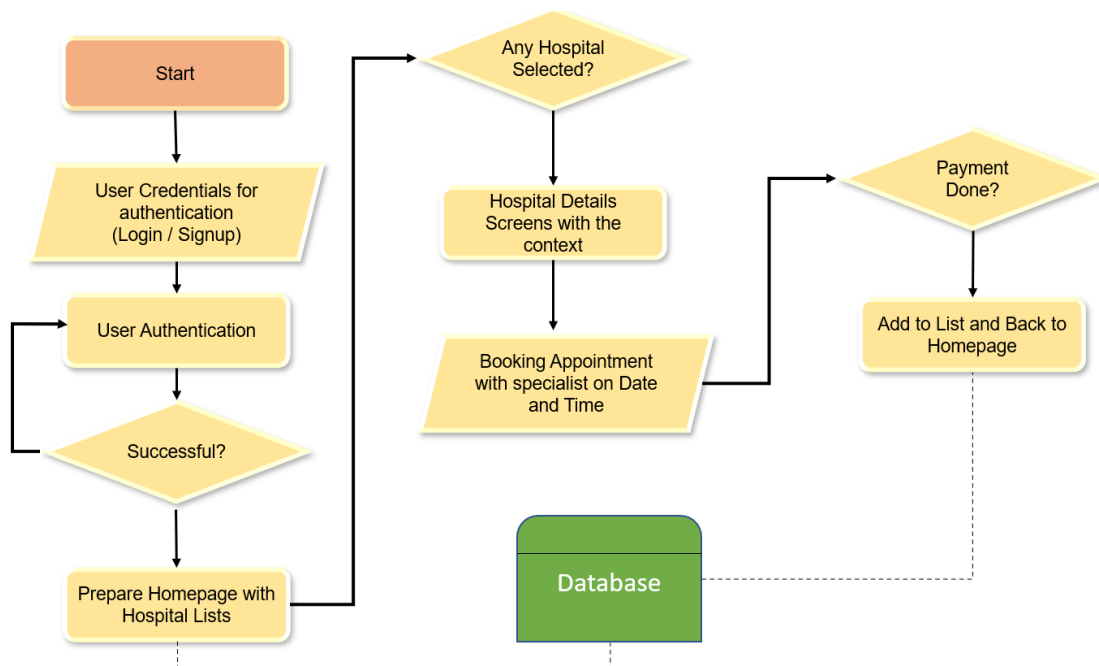 Start
User Credentials for
authentication
(Login / Signup)
User Authentication
Successful?
Prepare Homepage with
Hospital Lists
Any Hospital
Selected?
Hospital Details
Screens with the
context
Booking Appointment
with specialist on Date
and Time
Payment
Done?
Add to List and Back to
Homepage
Database